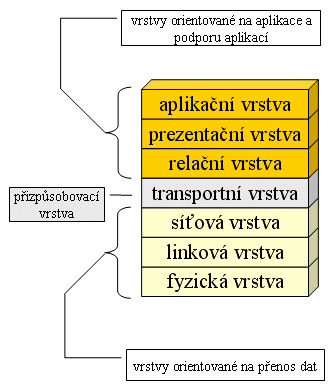 vrstvy orientované na aplikace a
podporu aplikací
aplikační vrstva
prezentační vrstva
relační vrstva
přizpůsobovací
vrstva
transportní vrstva
síťová vrstva
linková vrstva
fyzická vrstva
vrstvy orientované na přenos dat